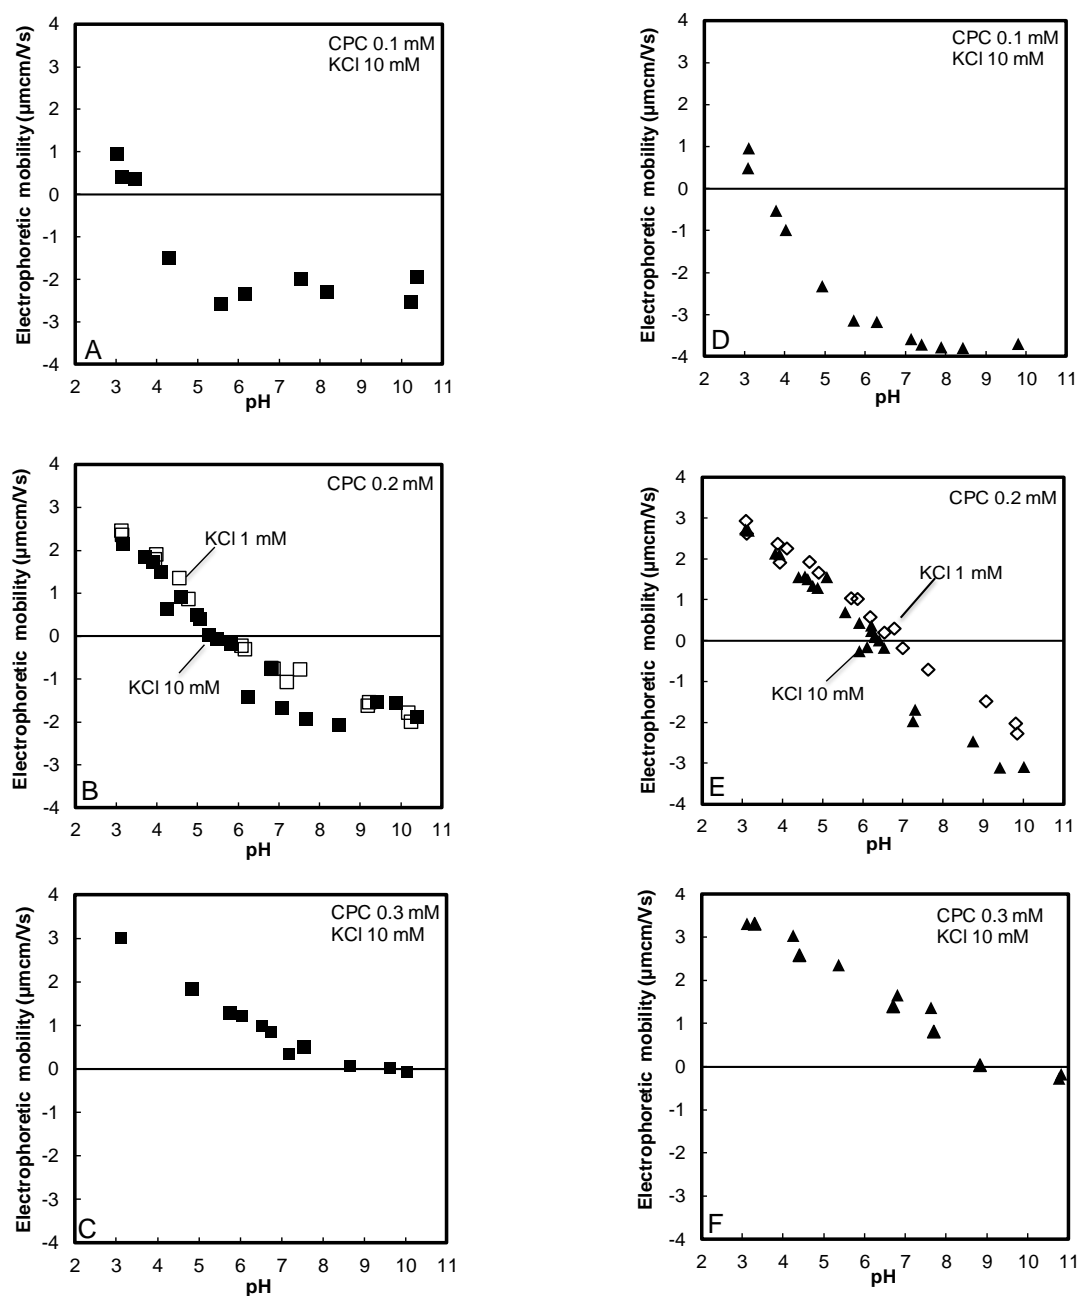 Electrophoretic mobility (µmcm/Vs)
4
3
2
1
0
-1
-2
-3
-4
CPC 0.1 mM
KCl 10 mM
A
2 3 4 5 6 7 8 9 10 11
pH
Electrophoretic mobility (µmcm/Vs)
4
3
2
1
0
-1
-2
-3
-4
CPC 0.1 mM
KCl 10 mM
D
2 3 4 5 6 7 8 9 10 11
pH
Electrophoretic mobility (µmcm/Vs)
4
3
2
1
0
-1
-2
-3
-4
CPC 0.2 mM
KCl 1 mM
KCl 10 mM
B
2 3 4 5 6 7 8 9 10 11
pH
Electrophoretic mobility (µmcm/Vs)
4
3
2
1
0
-1
-2
-3
-4
CPC 0.2 mM
KCl 1 mM
KCl 10 mM
E
2 3 4 5 6 7 8 9 10 11
pH
Electrophoretic mobility (µmcm/Vs)
4
3
2
1
0
-1
-2
-3
-4
CPC 0.3 mM
KCl 10 mM
C
2 3 4 5 6 7 8 9 10 11
pH
Electrophoretic mobility (µmcm/Vs)
4
3
2
1
0
-1
-2
-3
-4
CPC 0.3 mM
KCl 10 mM
F
2 3 4 5 6 7 8 9 10 11
pH